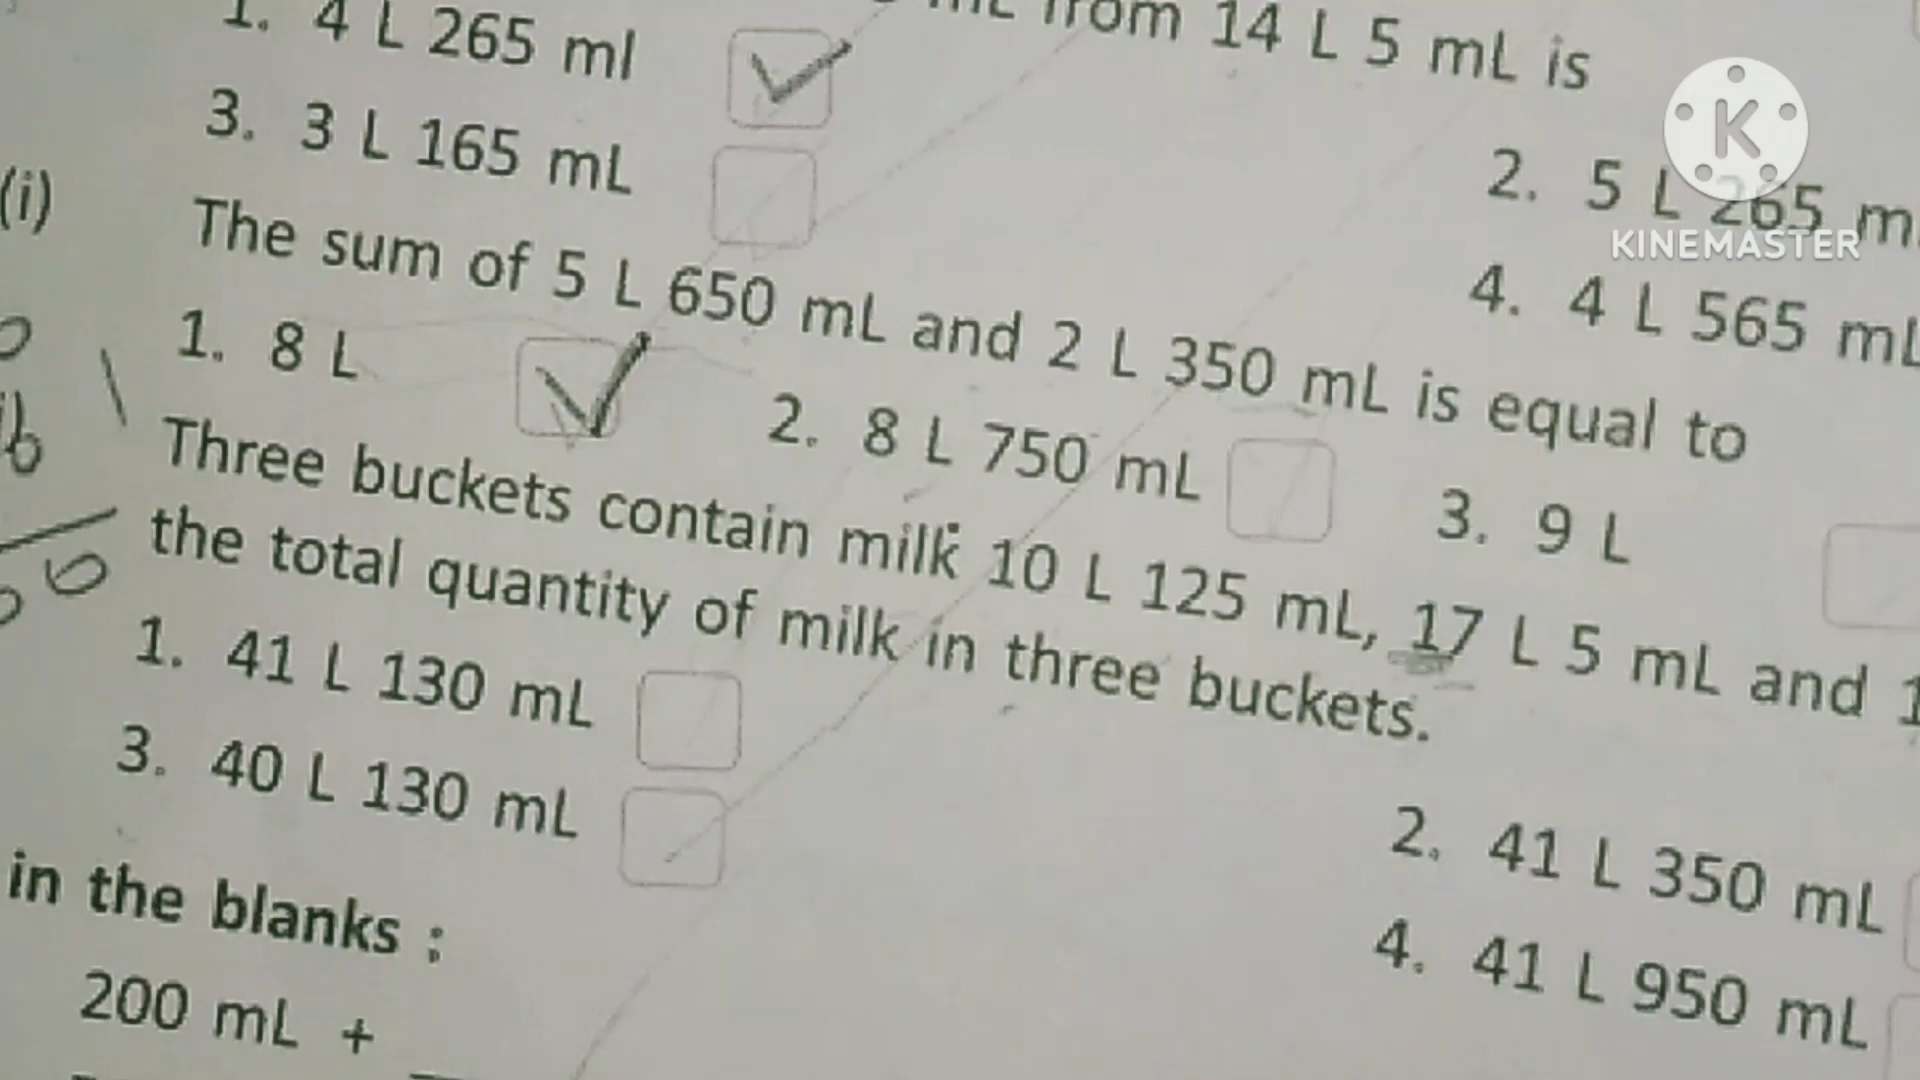 1. 4 L 265 ml
from 14 L 5 mL is
3. 3 L 165 mL
2. 5 L 265 m
4. 4 L 565 mL
(i) The sum of 5 L 650 mL and 2 L 350 mL is equal to
1. 8 L 2. 8 L 750 mL 3. 9 L
Three buckets contain milk 10 L 125 mL, 17 L 5 mL and 1
the total quantity of milk in three buckets.
1. 41 L 130 mL
2. 41 L 350 mL
3. 40 L 130 mL
4. 41 L 950 mL
in the blanks :
200 mL +
K
KINEMASTER